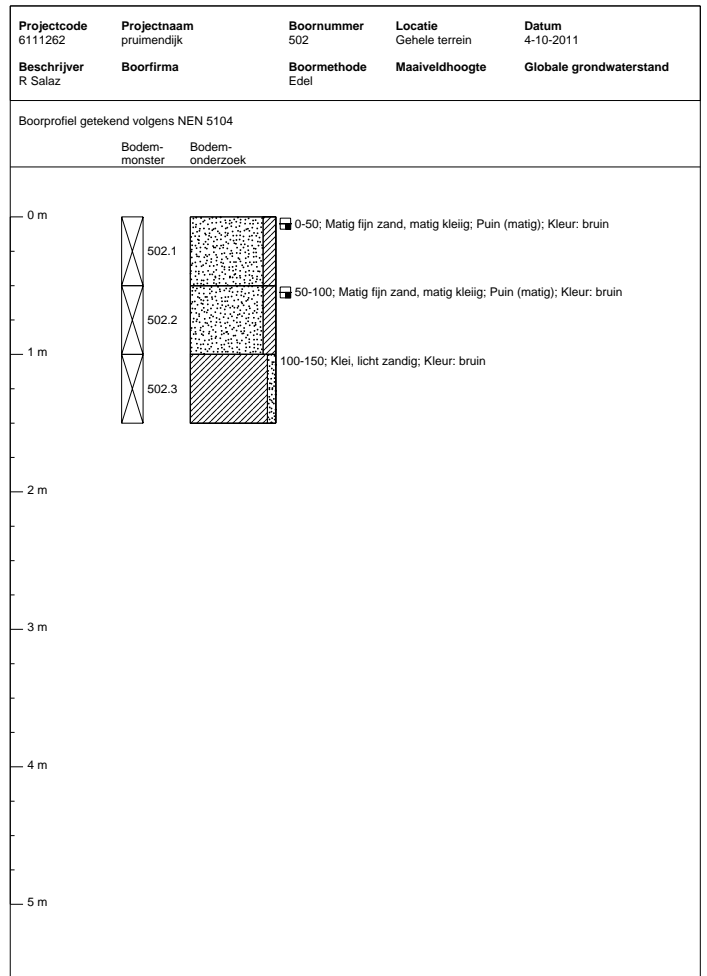 Projectcode Projectnaam Boornummer Locatie Datum
6111262 pruimendijk 502 Gehele terrein 4-10-2011
Beschrijver Boorfirma Boormethode Maaiveldhoogte Globale grondwaterstand
R Salaz Edel
Boorprofiel getekend volgens NEN 5104
Bodem- Bodem-
monster onderzoek
0 m
0-50; Matig fijn zand, matig kleiig; Puin (matig); Kleur: bruin
502.1
50-100; Matig fijn zand, matig kleiig; Puin (matig); Kleur: bruin
502.2
1 m
100-150; Klei, licht zandig; Kleur: bruin
502.3
2 m
3 m
4 m
5 m